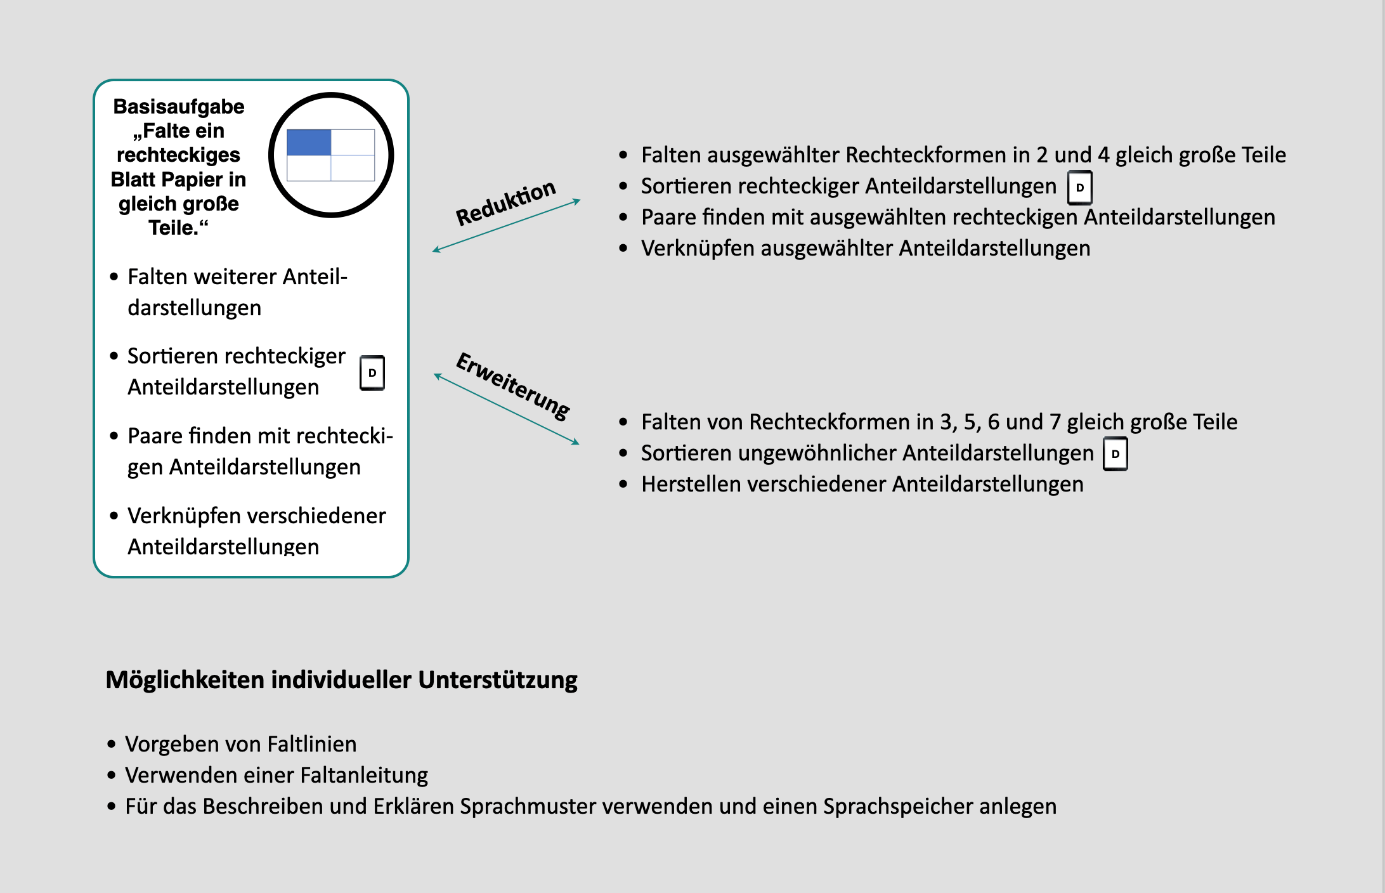 Basisaufgabe
„Falte ein
rechteckiges
Blatt Papier in
gleich große
Teile.“
• Falten weiterer Anteil-
darstellungen
• Sortieren rechteckiger
Anteildarstellungen
D
• Paare finden mit rechtecki-
gen Anteildarstellungen
• Verknüpfen verschiedener
Anteildarstellungen
Reduktion
• Falten ausgewählter Rechteckformen in 2 und 4 gleich große Teile
• Sortieren rechteckiger Anteildarstellungen D
• Paare finden mit ausgewählten rechteckigen Anteildarstellungen
• Verknüpfen ausgewählter Anteildarstellungen
Erweiterung
• Falten von Rechteckformen in 3, 5, 6 und 7 gleich große Teile
• Sortieren ungewöhnlicher Anteildarstellungen D
• Herstellen verschiedener Anteildarstellungen
Möglichkeiten individueller Unterstützung
• Vorgeben von Faltlinien
• Verwenden einer Faltanleitung
• Für das Beschreiben und Erklären Sprachmuster verwenden und einen Sprachspeicher anlegen